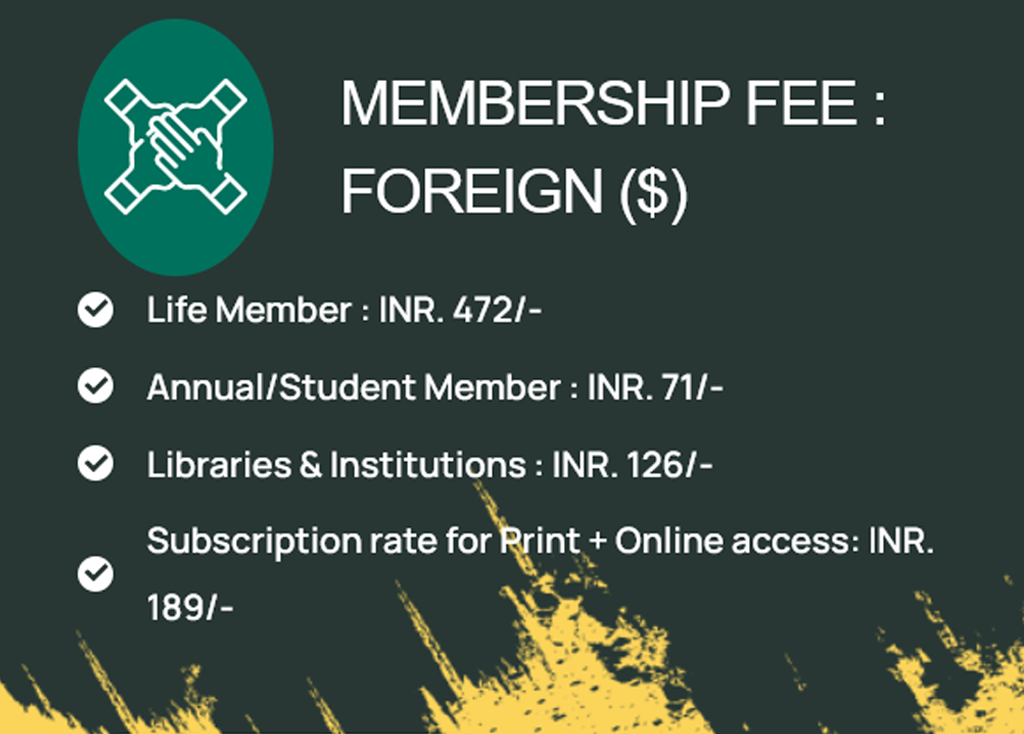 MEMBERSHIP FEE :
FOREIGN ($)
Life Member : INR. 472/-
Annual/Student Member : INR. 71/-
Libraries & Institutions : INR. 126/-
Subscription rate for Print + Online access: INR.
189/-